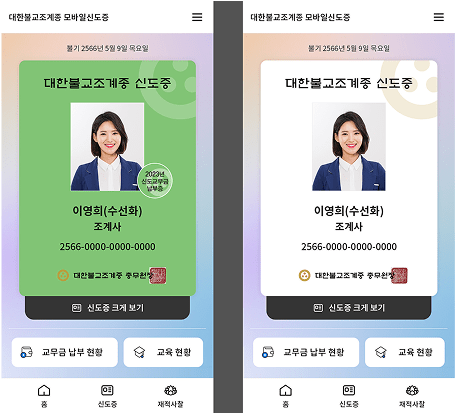 대한불교조계종 모바일신도증
불기 2566년 5월 9일 목요일
대한불교조계종 신도증
2023년
신도교무금
납부증
이영희(수선화)
조계사
2566-0000-0000-0000
대한불교조계종 총무원장
신도증 크게 보기
교무금 납부 현황
교육 현황
홈
신도증
재적사찰
대한불교조계종 모바일신도증
불기 2566년 5월 9일 목요일
대한불교조계종 신도증
이영희(수선화)
조계사
2566-0000-0000-0000
대한불교조계종 총무원장
신도증 크게 보기
교무금 납부 현황
교육 현황
홈
신도증
재적사찰